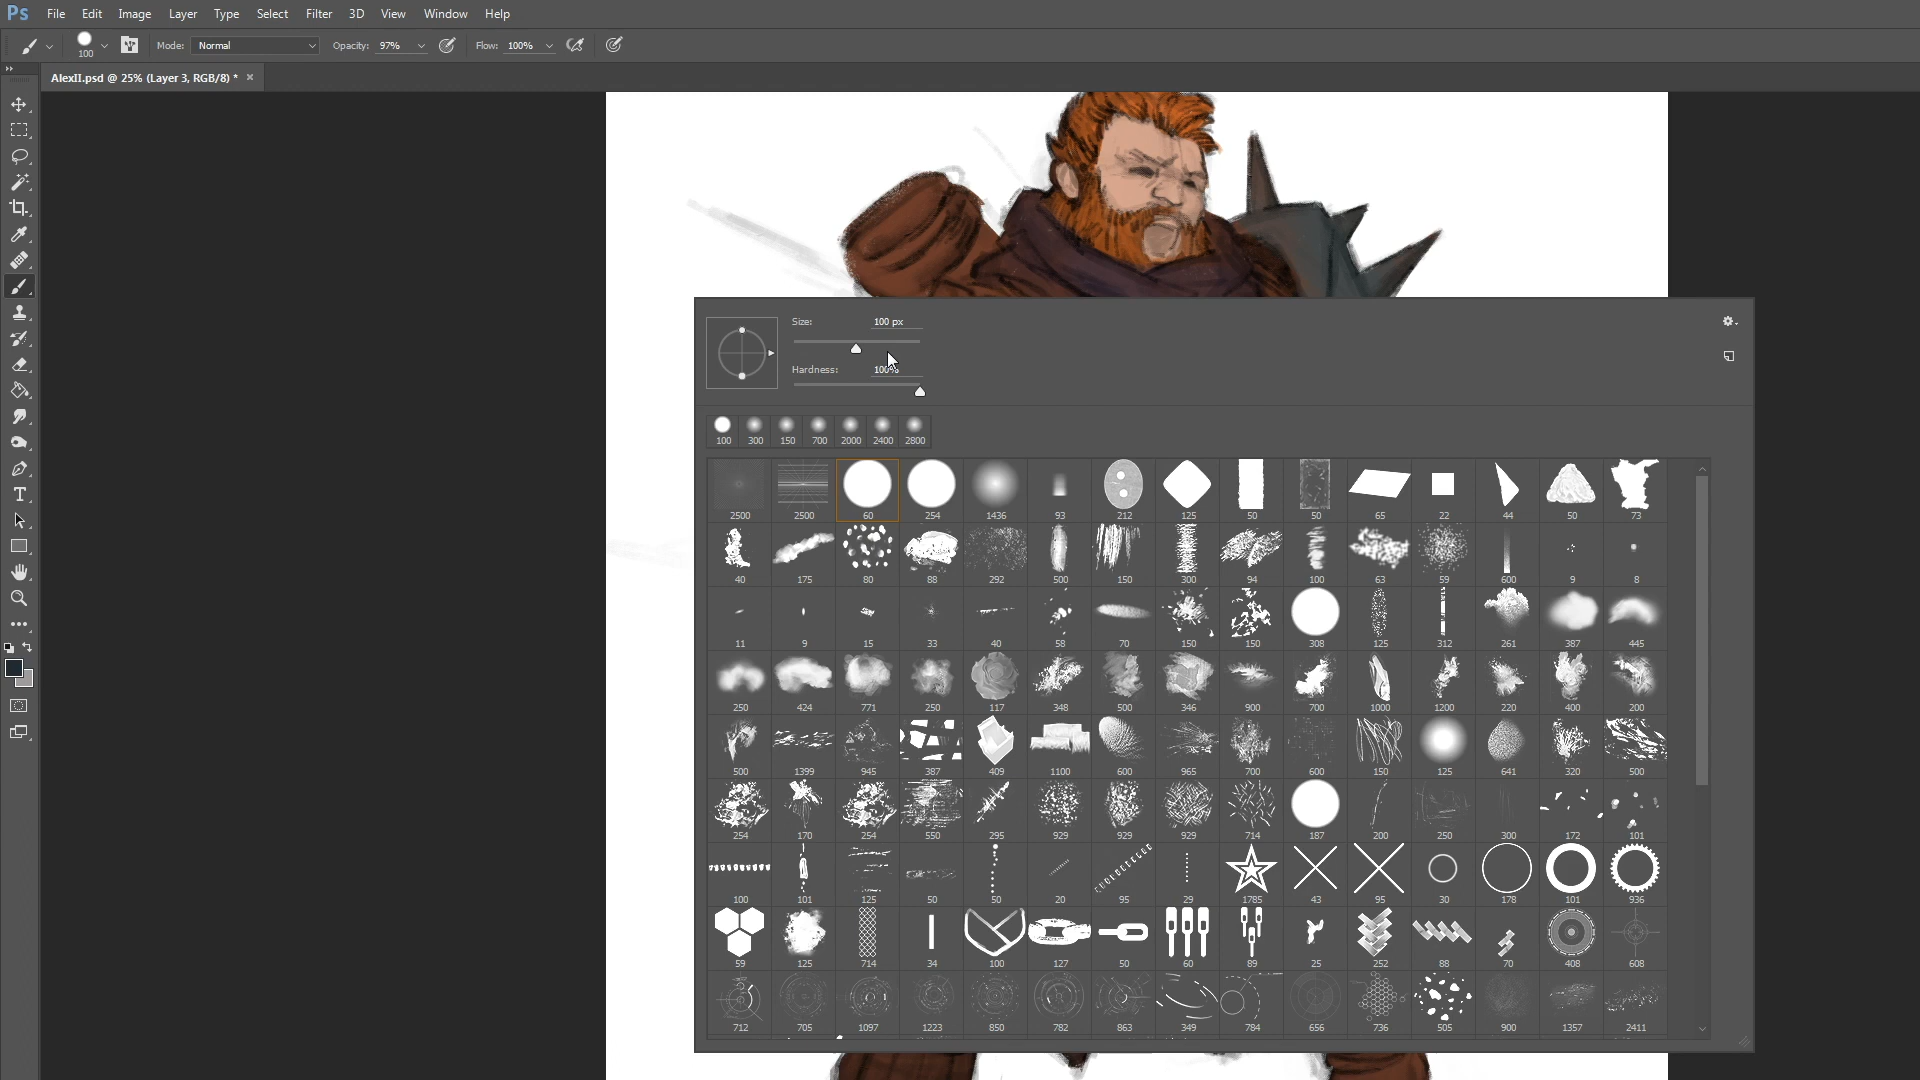 Ps File Edit Image Layer Type Select Filter 3D View Window Help
100 Mode: Normal Opacity: 97% Flow: 100%
AlexII.psd @ 25% (Layer 3, RGB/8) * ×
Size: 100 px
Hardness: 100%
100 300 150 700 2000 2400 2800
2500 2500 60 254 1436 93 212 125 50 50 65 22 44 50 73
40 175 80 88 292 500 150 300 94 100 63 59 600 9 8
11 9 15 33 40 58 70 150 150 308 125 312 261 387 445
250 424 771 250 117 348 500 346 900 700 1000 1200 220 400 200
500 1399 945 387 409 1100 600 965 700 600 150 125 641 320 500
254 170 254 550 295 929 929 929 714 187 200 250 300 172 101
100 101 125 50 50 20 95 29 1785 43 95 30 178 101 936
59 125 714 34 100 127 50 60 89 25 252 88 70 408 608
712 705 1097 1223 850 782 863 349 784 656 736 505 900 1357 2411